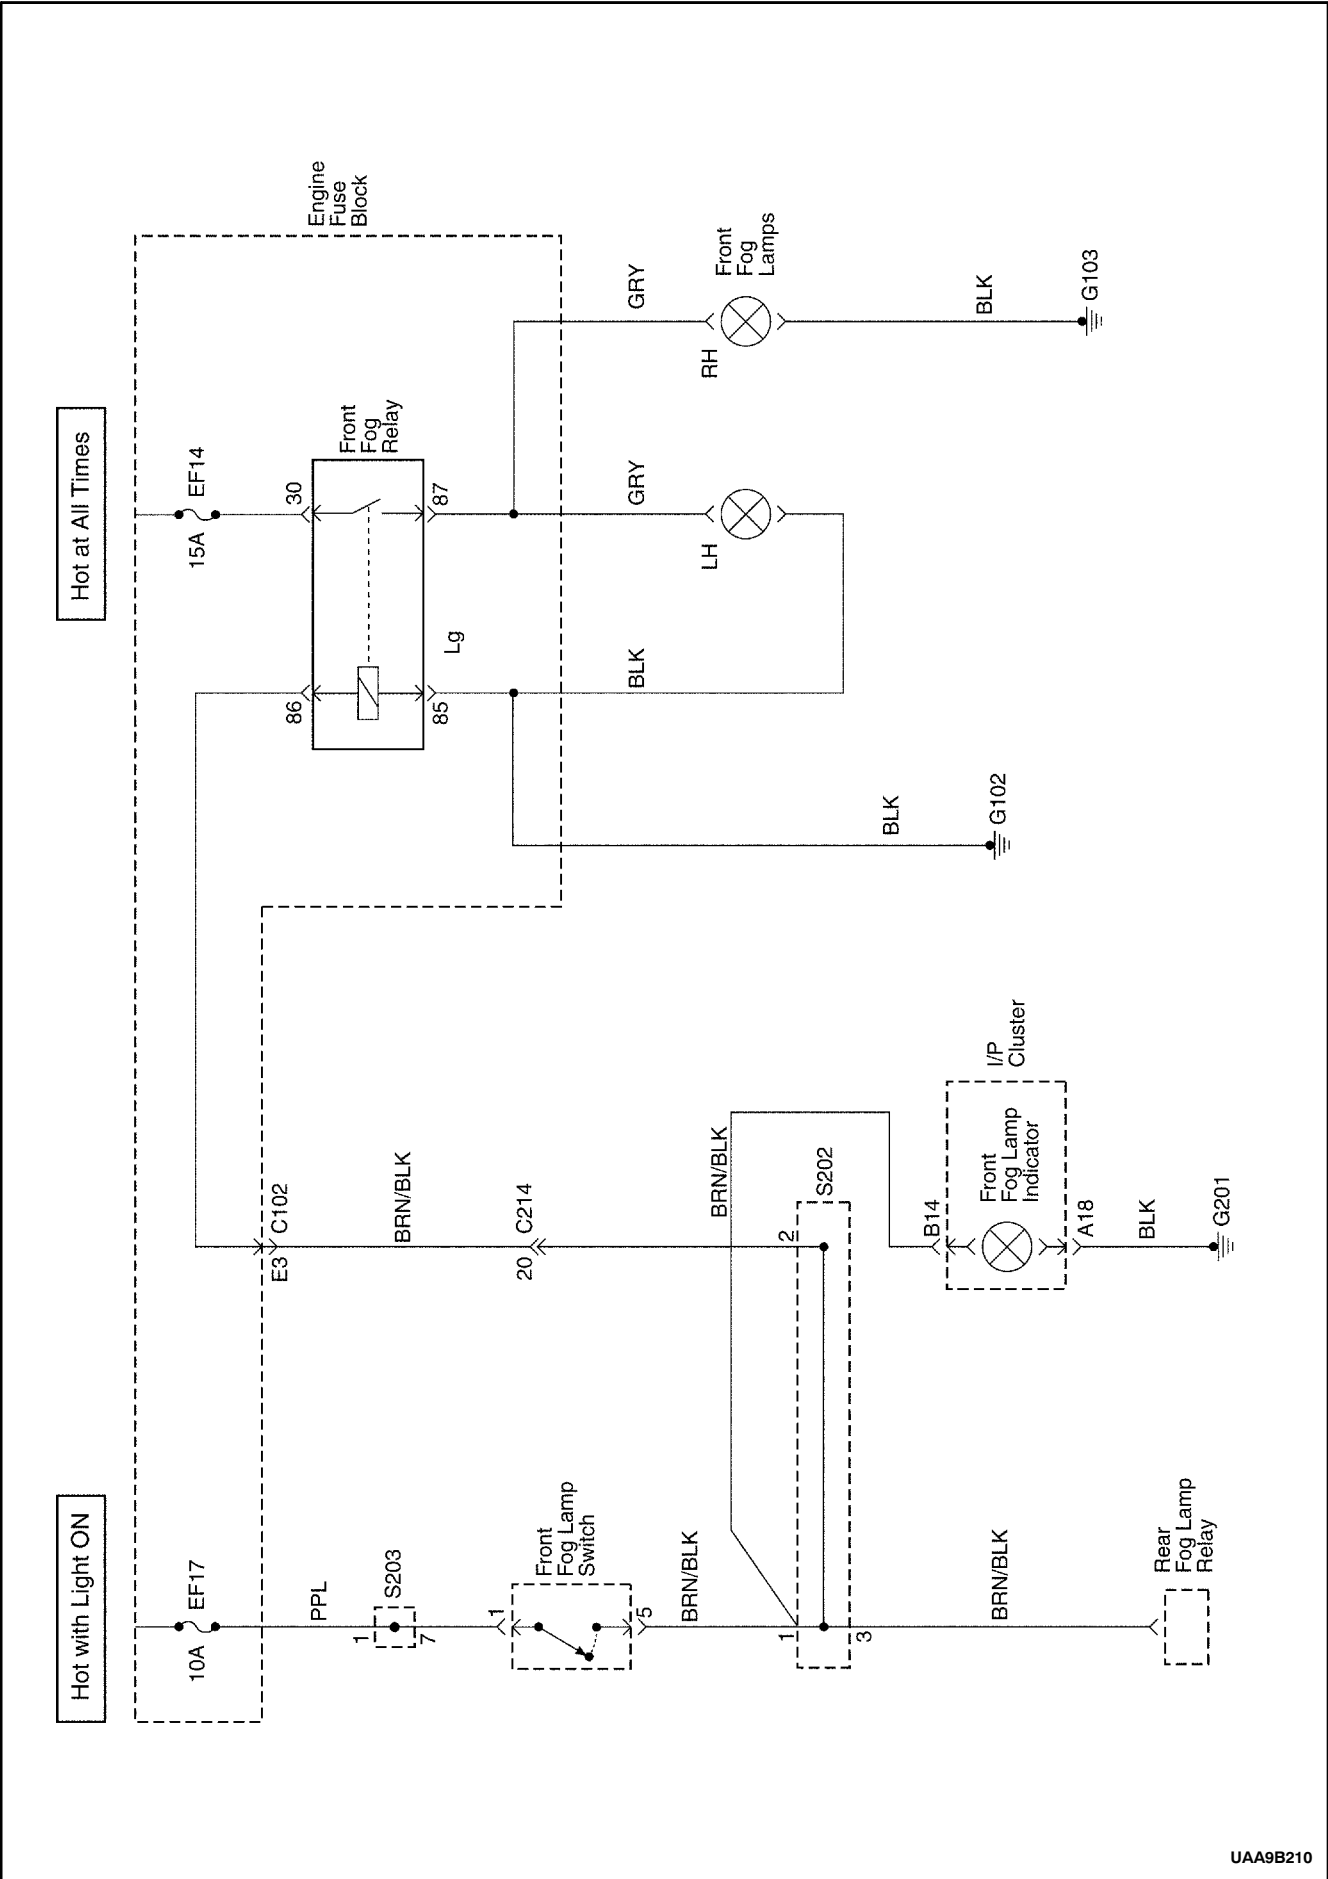 Hot with Light ON
Hot at All Times
10A
EF17
15A
EF14
Engine
Fuse
Block
PPL
E3
C102
86
30
Front
Fog
Relay
1
S203
7
BRN/BLK
85
Lg
87
1
Front
Fog Lamp
Switch
5
20
C214
BLK
GRY
GRY
BRN/BLK
BRN/BLK
LH
RH
Front
Fog
Lamps
1
2
S202
3
BLK
B14
G102
BLK
G103
BRN/BLK
Front
Fog Lamp
Indicator
I/P
Cluster
A18
BLK
Rear
Fog Lamp
Relay
G201
UAA9B210